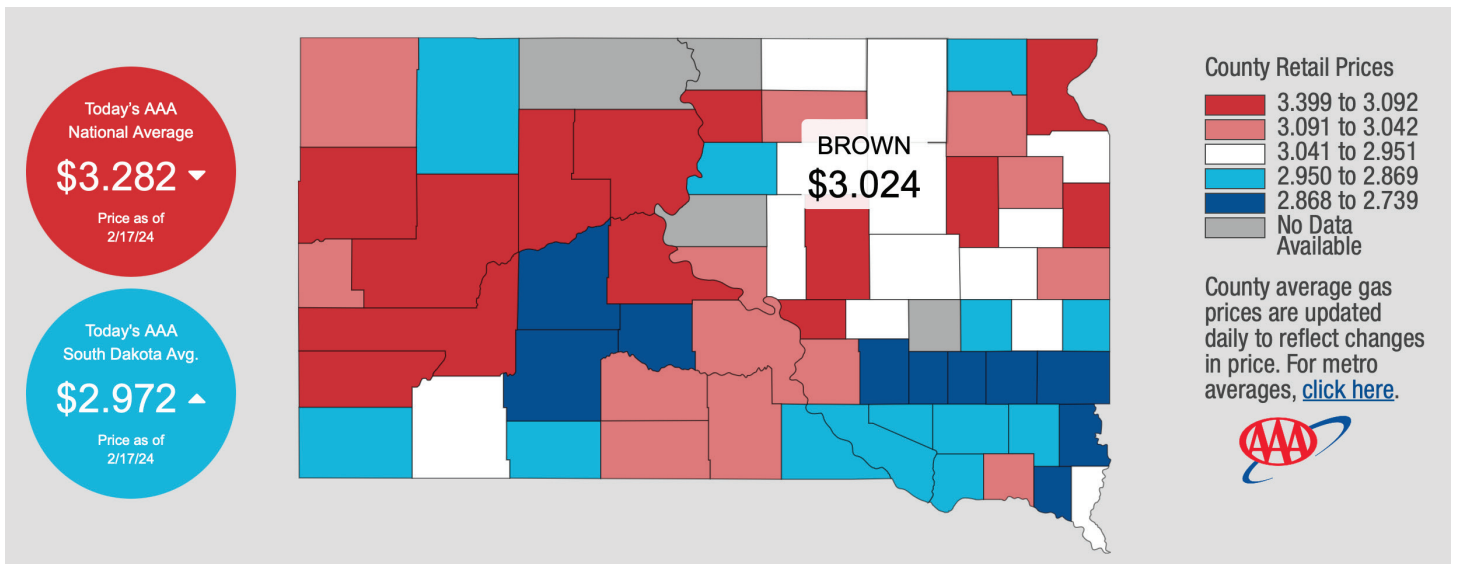 Today's AAA
National Average
$3.282
Price as of
2/17/24
Today's AAA
South Dakota Avg.
$2.972
Price as of
2/17/24
BROWN
$3.024
County Retail Prices
3.399 to 3.092
3.091 to 3.042
3.041 to 2.951
2.950 to 2.869
2.868 to 2.739
No Data
Available
County average gas
prices are updated
daily to reflect changes
in price. For metro
averages, click here.
AAA